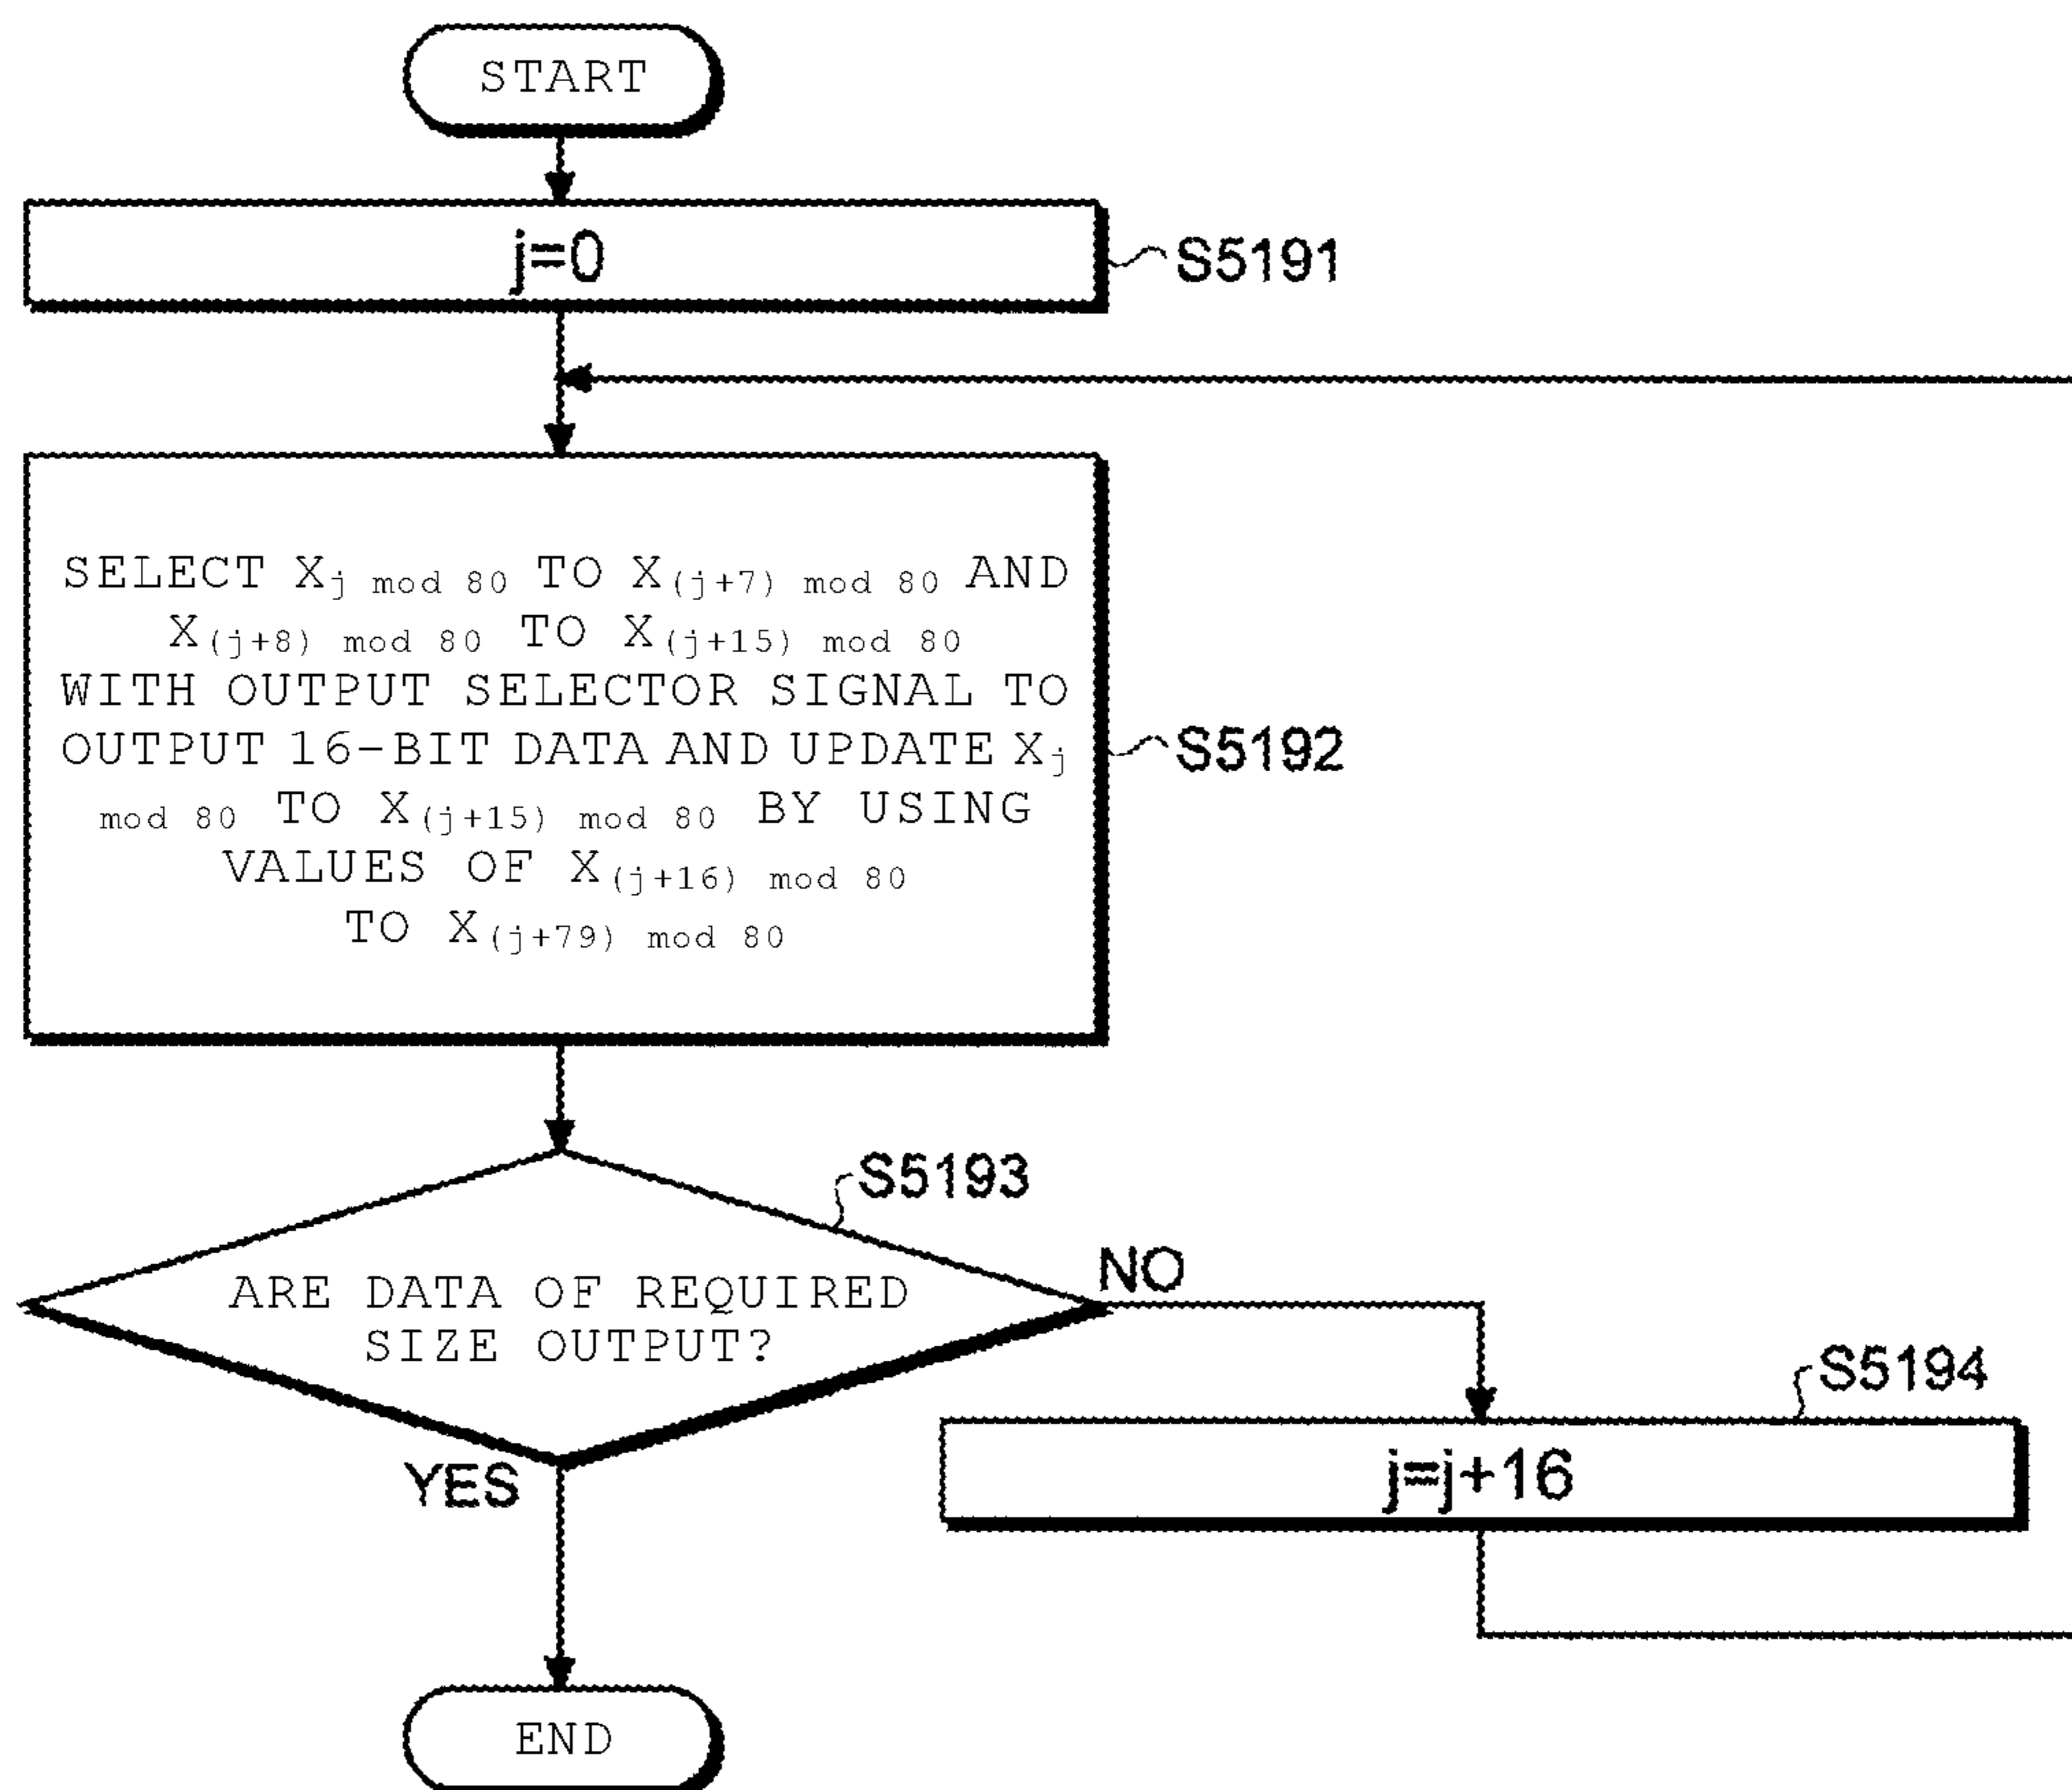 START
j=0
S5191
SELECT Xj mod 80 TO X(j+7) mod 80 AND
X(j+8) mod 80 TO X(j+15) mod 80
WITH OUTPUT SELECTOR SIGNAL TO
OUTPUT 16-BIT DATA AND UPDATE Xj
mod 80 TO X(j+15) mod 80 BY USING
VALUES OF X(j+16) mod 80
TO X(j+79) mod 80
S5192
S5193
ARE DATA OF REQUIRED
SIZE OUTPUT?
NO
YES
S5194
j=j+16
END